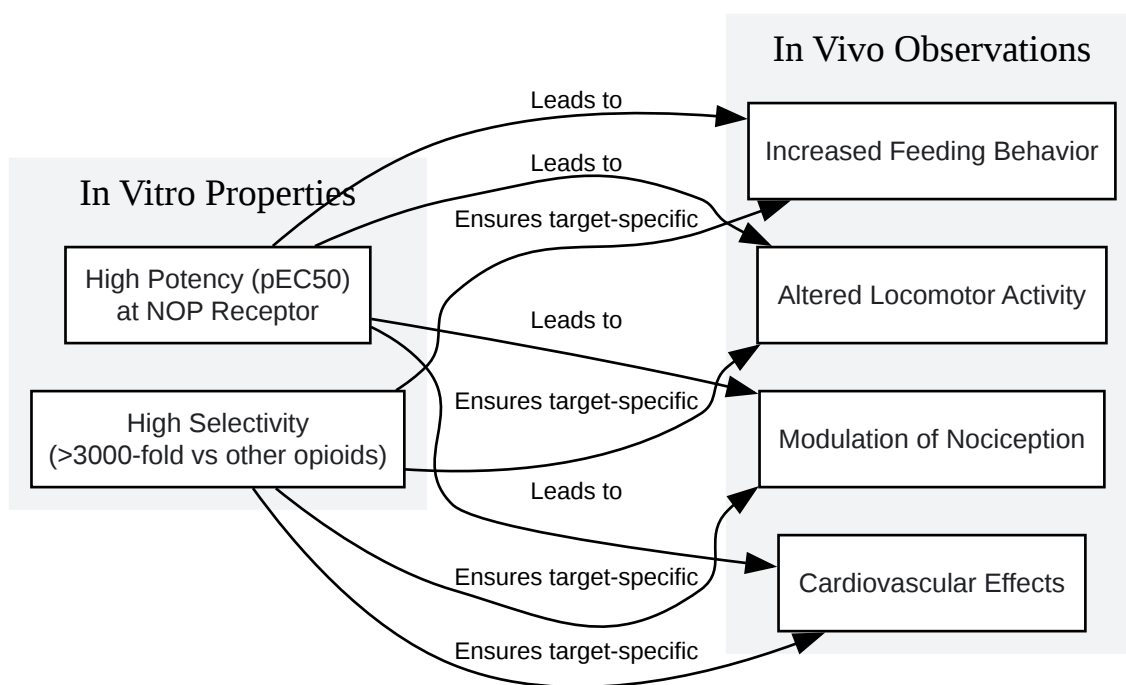 In Vitro Properties
High Potency (pEC50)
at NOP Receptor
High Selectivity
(>3000-fold vs other opioids)
Leads to
Leads to
Ensures target-specific
Leads to
Ensures target-specific
Leads to
Ensures target-specific
Ensures target-specific
In Vivo Observations
Increased Feeding Behavior
Altered Locomotor Activity
Modulation of Nociception
Cardiovascular Effects